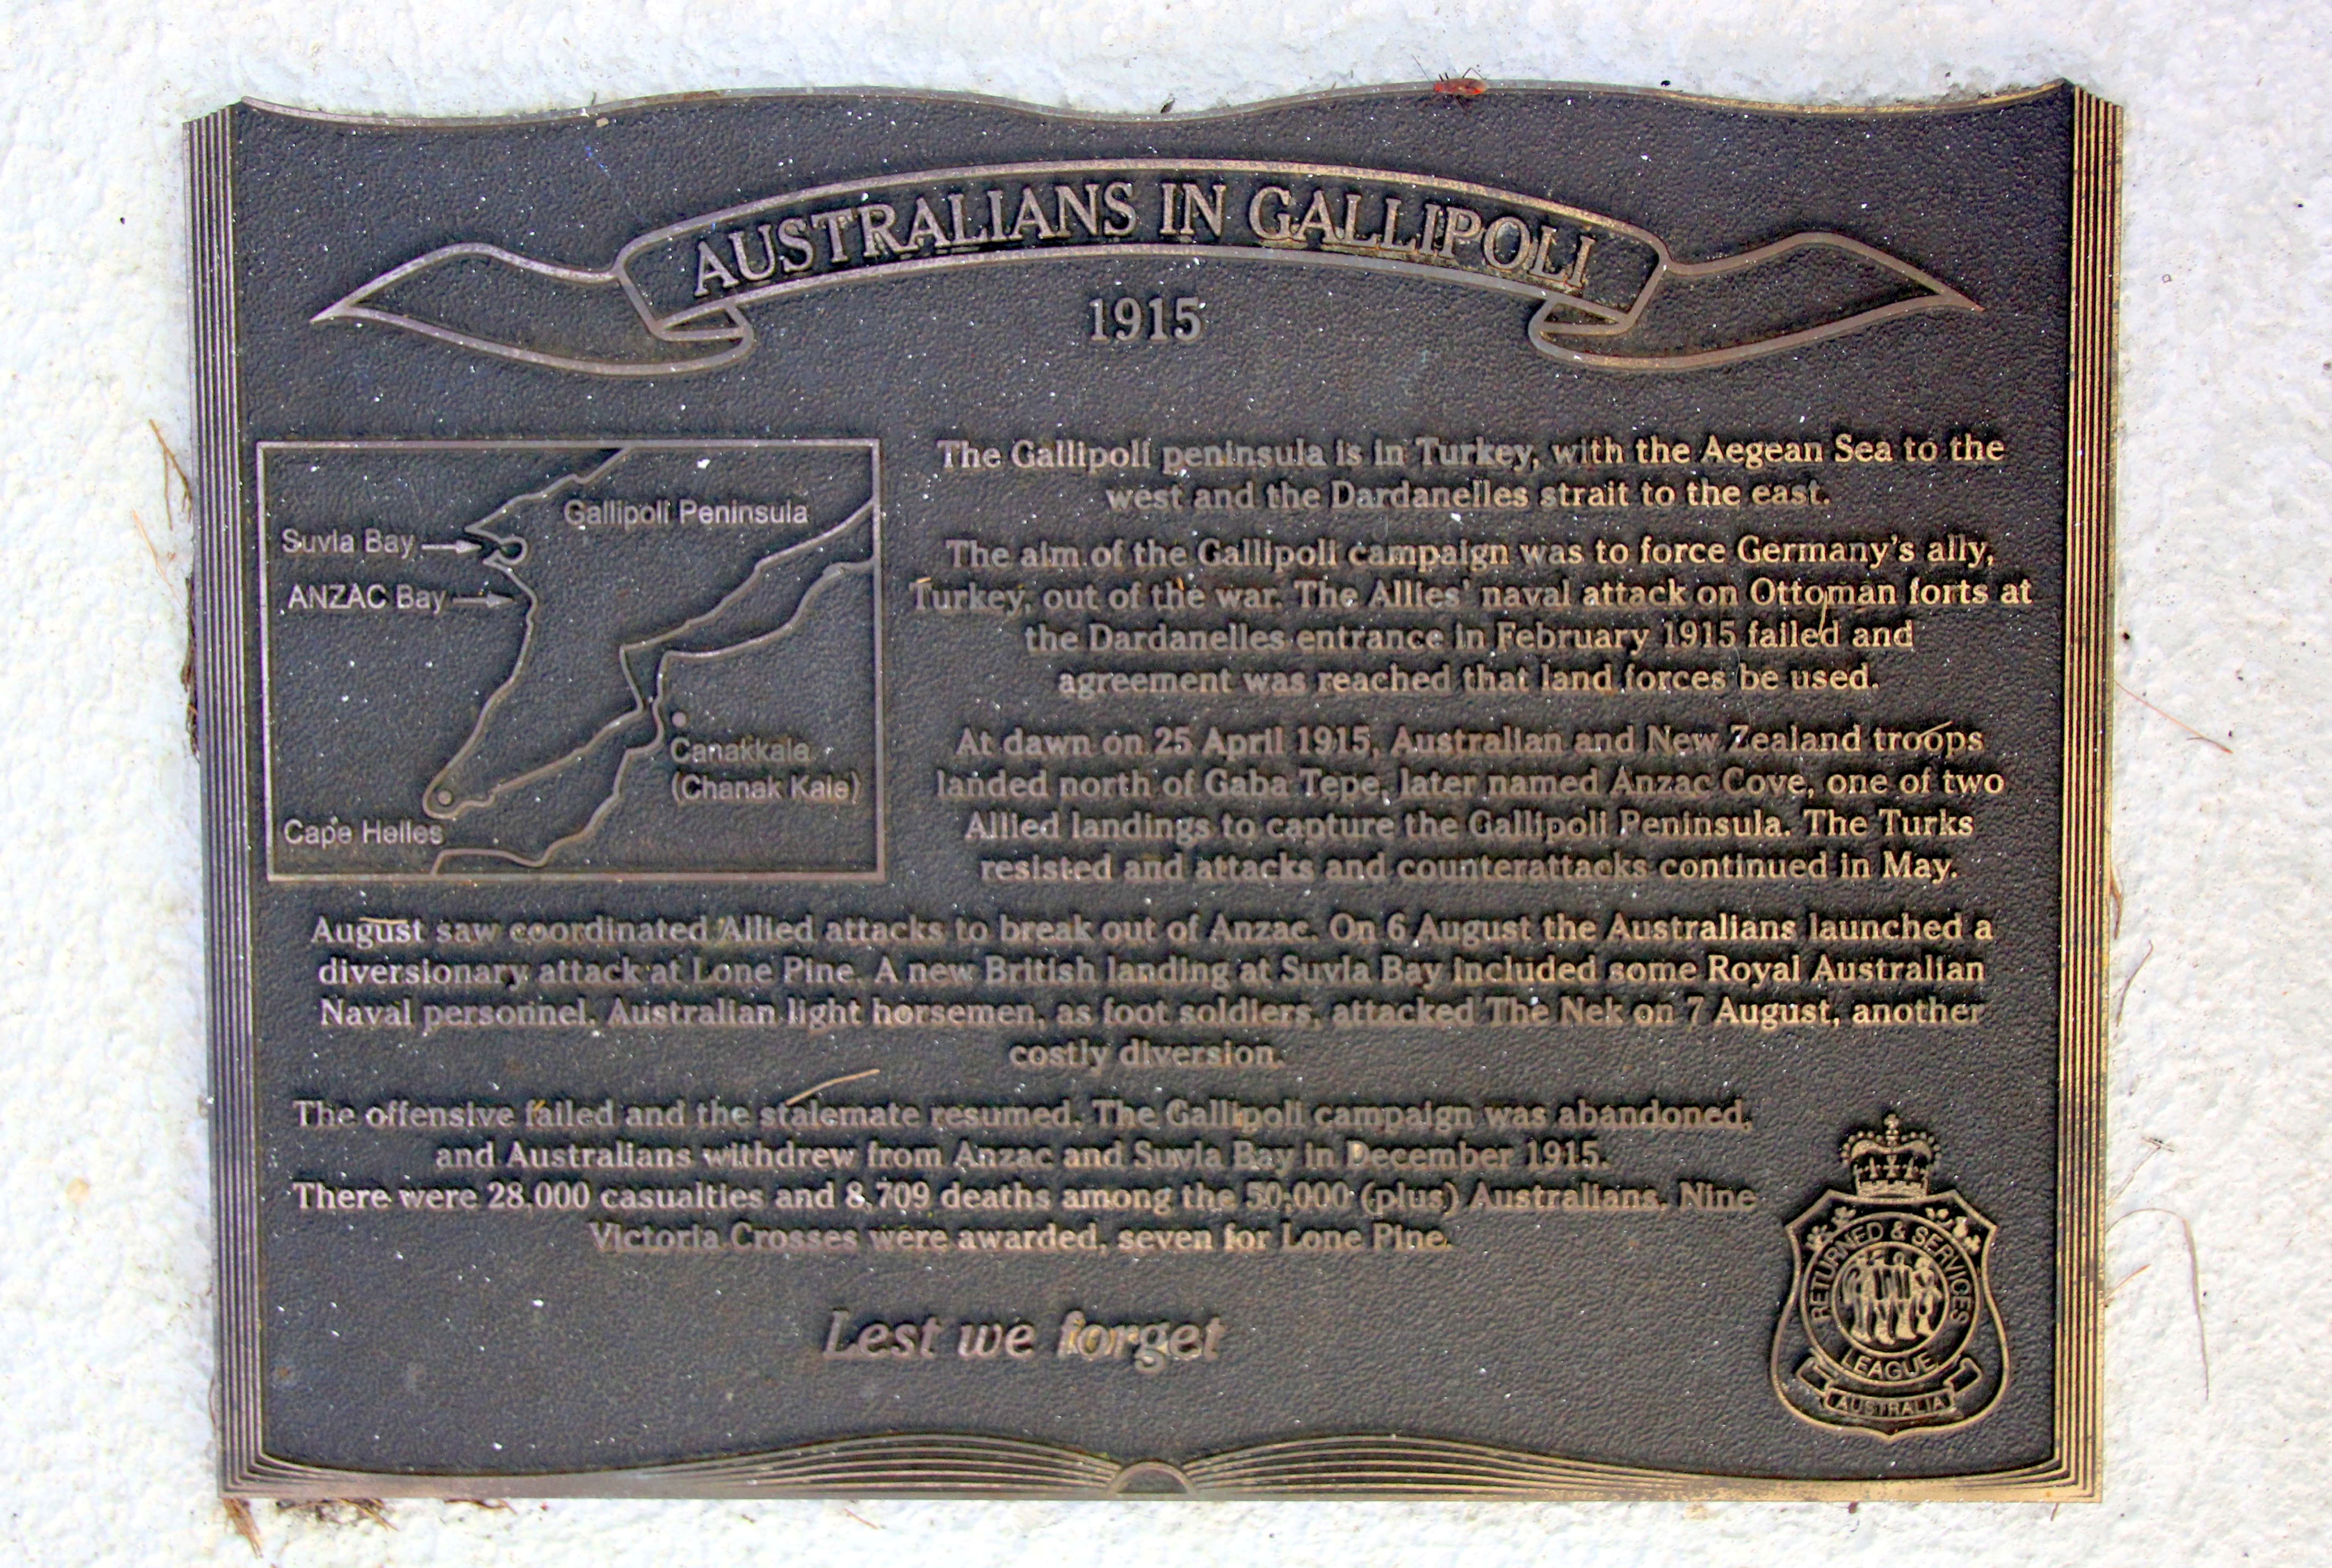 AUSTRALIANS IN GALLIPOLI
1915
Gallipoli Peninsula
Suvla Bay
ANZAC Bay
Canakkale
(Chanak Kale)
Cape Helles
The Gallipoli peninsula is in Turkey, with the Aegean Sea to the
west and the Dardanelles strait to the east.
The aim of the Gallipoli campaign was to force Germany's ally,
Turkey, out of the war. The Allies' naval attack on Ottoman forts at
the Dardanelles entrance in February 1915 failed and
agreement was reached that land forces be used.
At dawn on 25 April 1915, Australian and New Zealand troops
landed north of Gaba Tepe, later named Anzac Cove, one of two
Allied landings to capture the Gallipoli Peninsula. The Turks
resisted and attacks and counterattacks continued in May.
August saw coordinated Allied attacks to break out of Anzac. On 6 August the Australians launched a
diversionary attack at Lone Pine. A new British landing at Suvla Bay included some Royal Australian
Naval personnel. Australian light horsemen, as foot soldiers, attacked The Nek on 7 August, another
costly diversion.
The offensive failed and the stalemate resumed. The Gallipoli campaign was abandoned,
and Australians withdrew from Anzac and Suvla Bay in December 1915.
There were 28,000 casualties and 8,709 deaths among the 50,000 (plus) Australians. Nine
Victoria Crosses were awarded, seven for Lone Pine.
Lest we forget
RETURNED & SERVICES
LEAGUE
AUSTRALIA